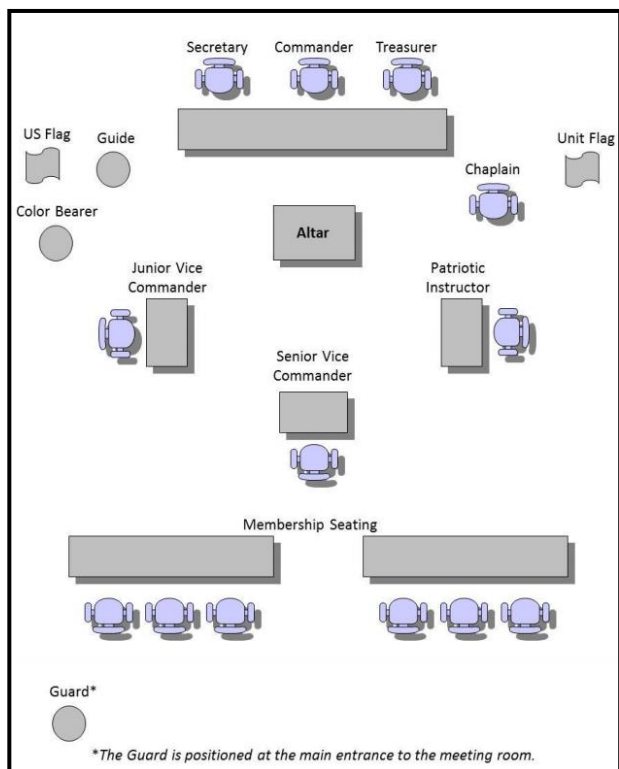 Secretary
Commander
Treasurer
US Flag
Guide
Unit Flag
Chaplain
Color Bearer
Altar
Junior Vice
Commander
Patriotic
Instructor
Senior Vice
Commander
Membership Seating
Guard*
*The Guard is positioned at the main entrance to the meeting room.